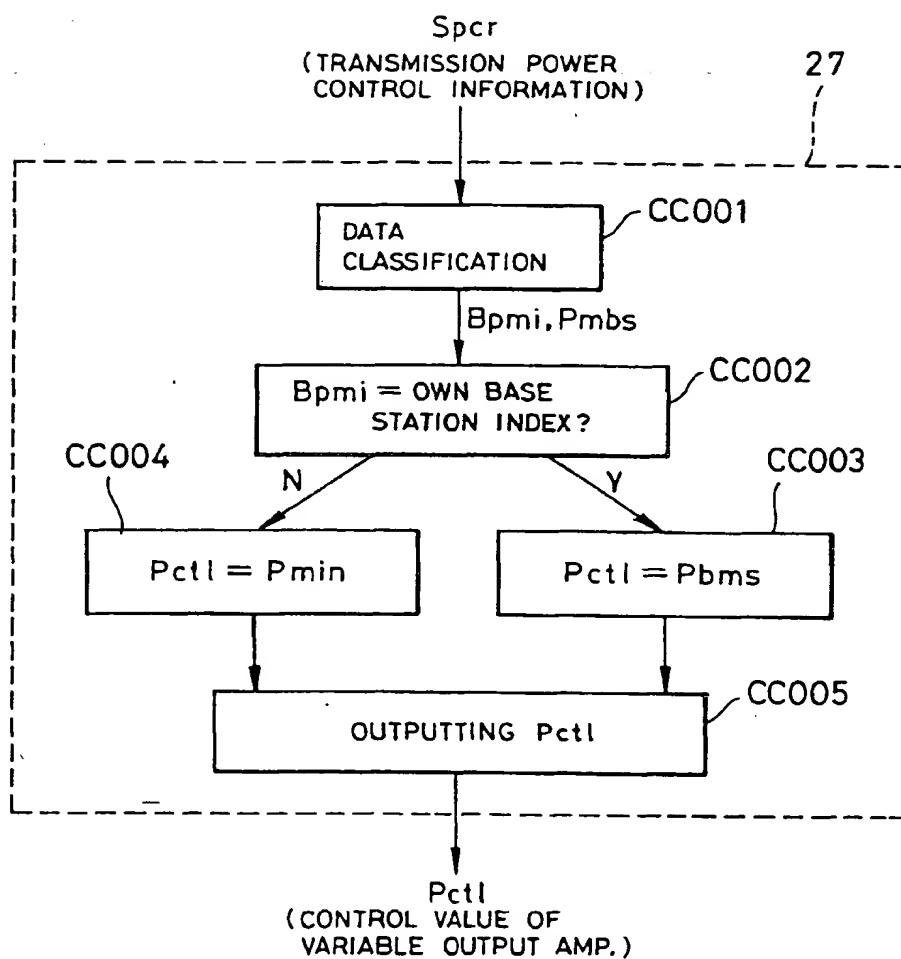 Spcr
(TRANSMISSION POWER
CONTROL INFORMATION)
27
CC001
DATA
CLASSIFICATION
Bpmi, Pmbs
CC002
Bpmi = OWN BASE
STATION INDEX?
CC004
N
Y
CC003
Pctl = Pmin
Pctl = Pbms
CC005
OUTPUTTING Pctl
Pctl
(CONTROL VALUE OF
VARIABLE OUTPUT AMP.)